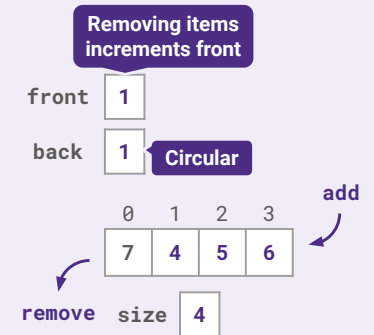 Removing items
increments front
front 1
back 1 Circular
add
0 1 2 3
7 4 5 6
remove size 4